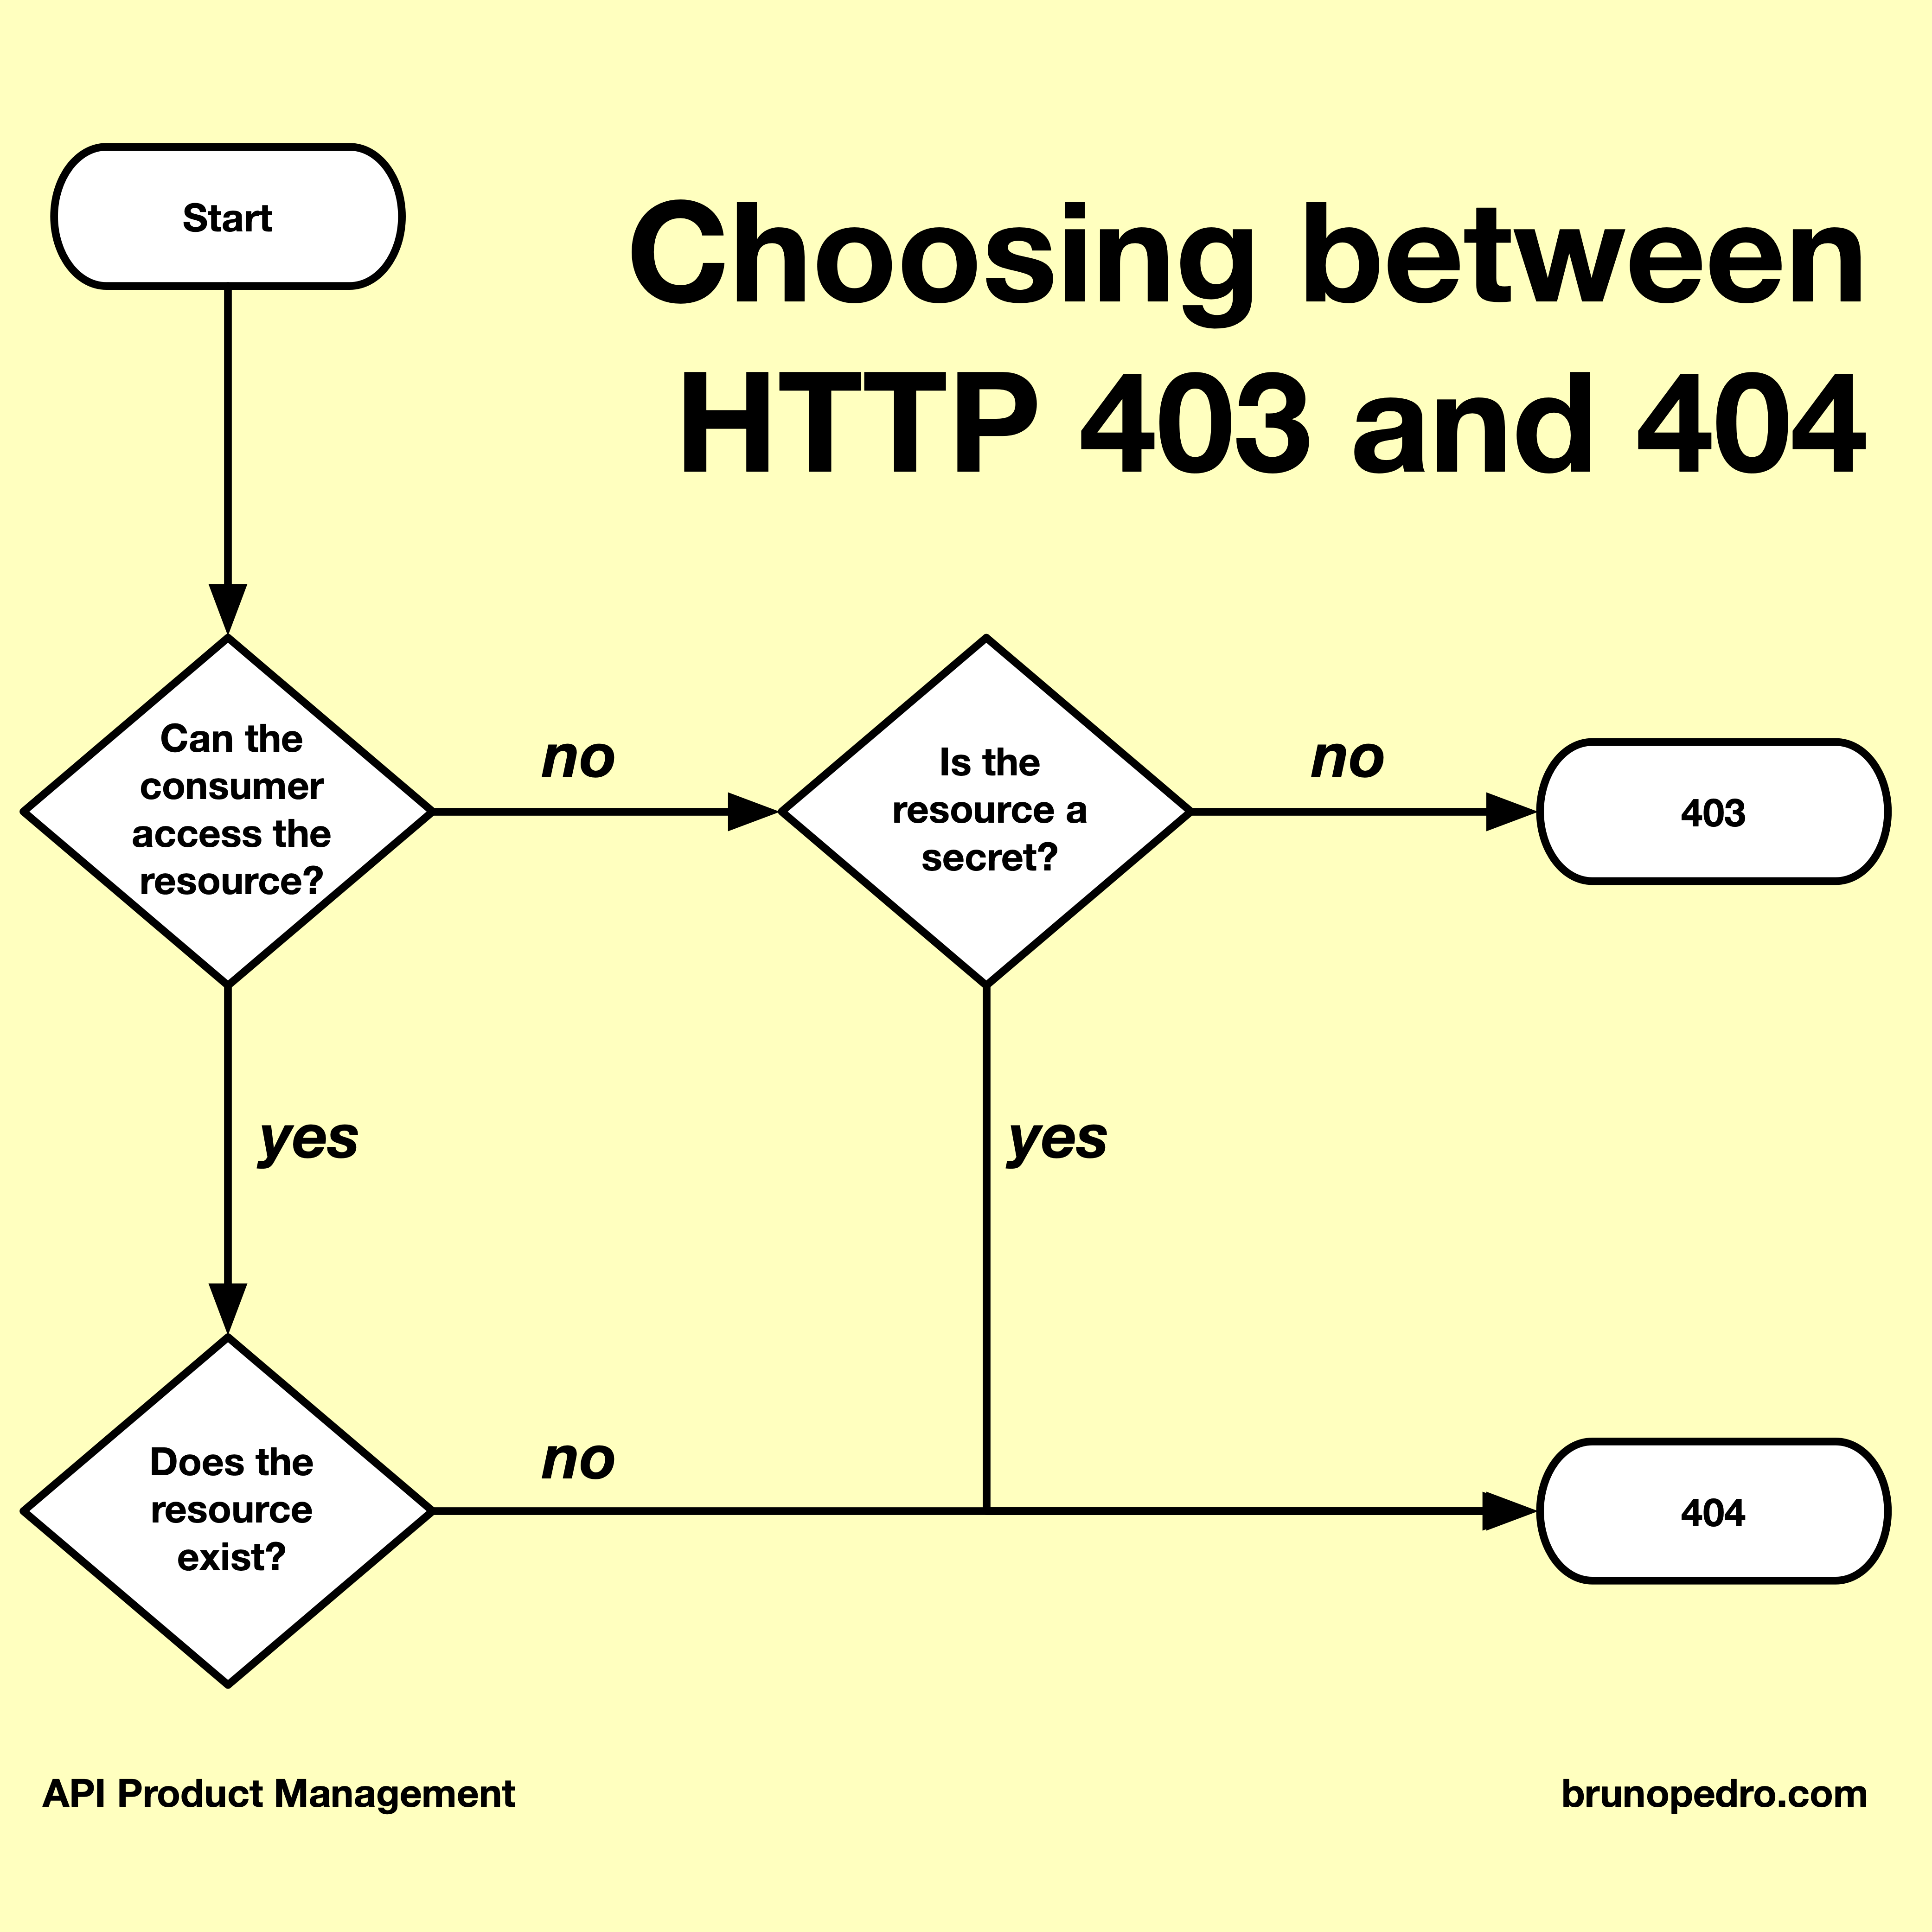 Start
Choosing between
HTTP 403 and 404
Can the
consumer
access the
resource?
no
Is the
resource a
secret?
no
403
yes
yes
Does the
resource
exist?
no
404
API Product Management
brunopedro.com